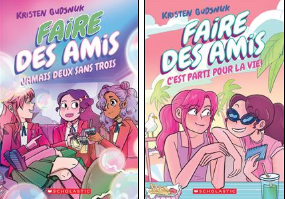 KRISTEN GUDSNUK
FAIRE
DES AMIS
JAMAIS DEUX SANS TROIS
SCHOLASTIC
KRISTEN GUDSNUK
FAIRE
DES AMIS
C'EST PARTI POUR LA VIE!
SCHOLASTIC